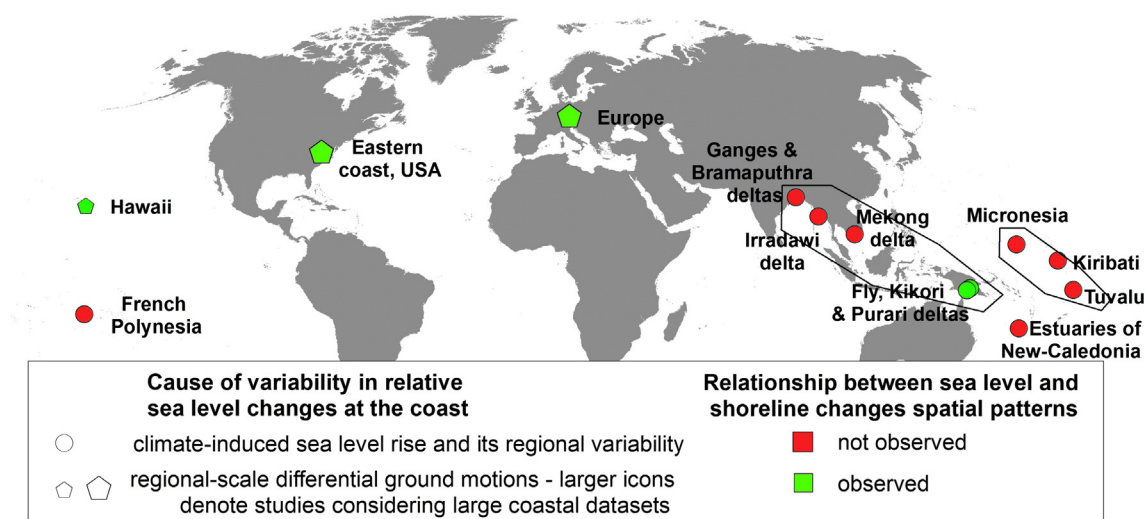 Europe
Eastern
coast, USA
Ganges &
Bramaputhra
deltas
Hawaii
Micronesia
Mekong
delta
Irradawi
delta
Kiribati
Tuvalu
Fly, Kikori
& Purari deltas
French
Polynesia
Estuaries of
New-Caledonia
Cause of variability in relative
sea level changes at the coast
climate-induced sea level rise and its regional variability
regional-scale differential ground motions - larger icons
denote studies considering large coastal datasets
Relationship between sea level and
shoreline changes spatial patterns
not observed
observed